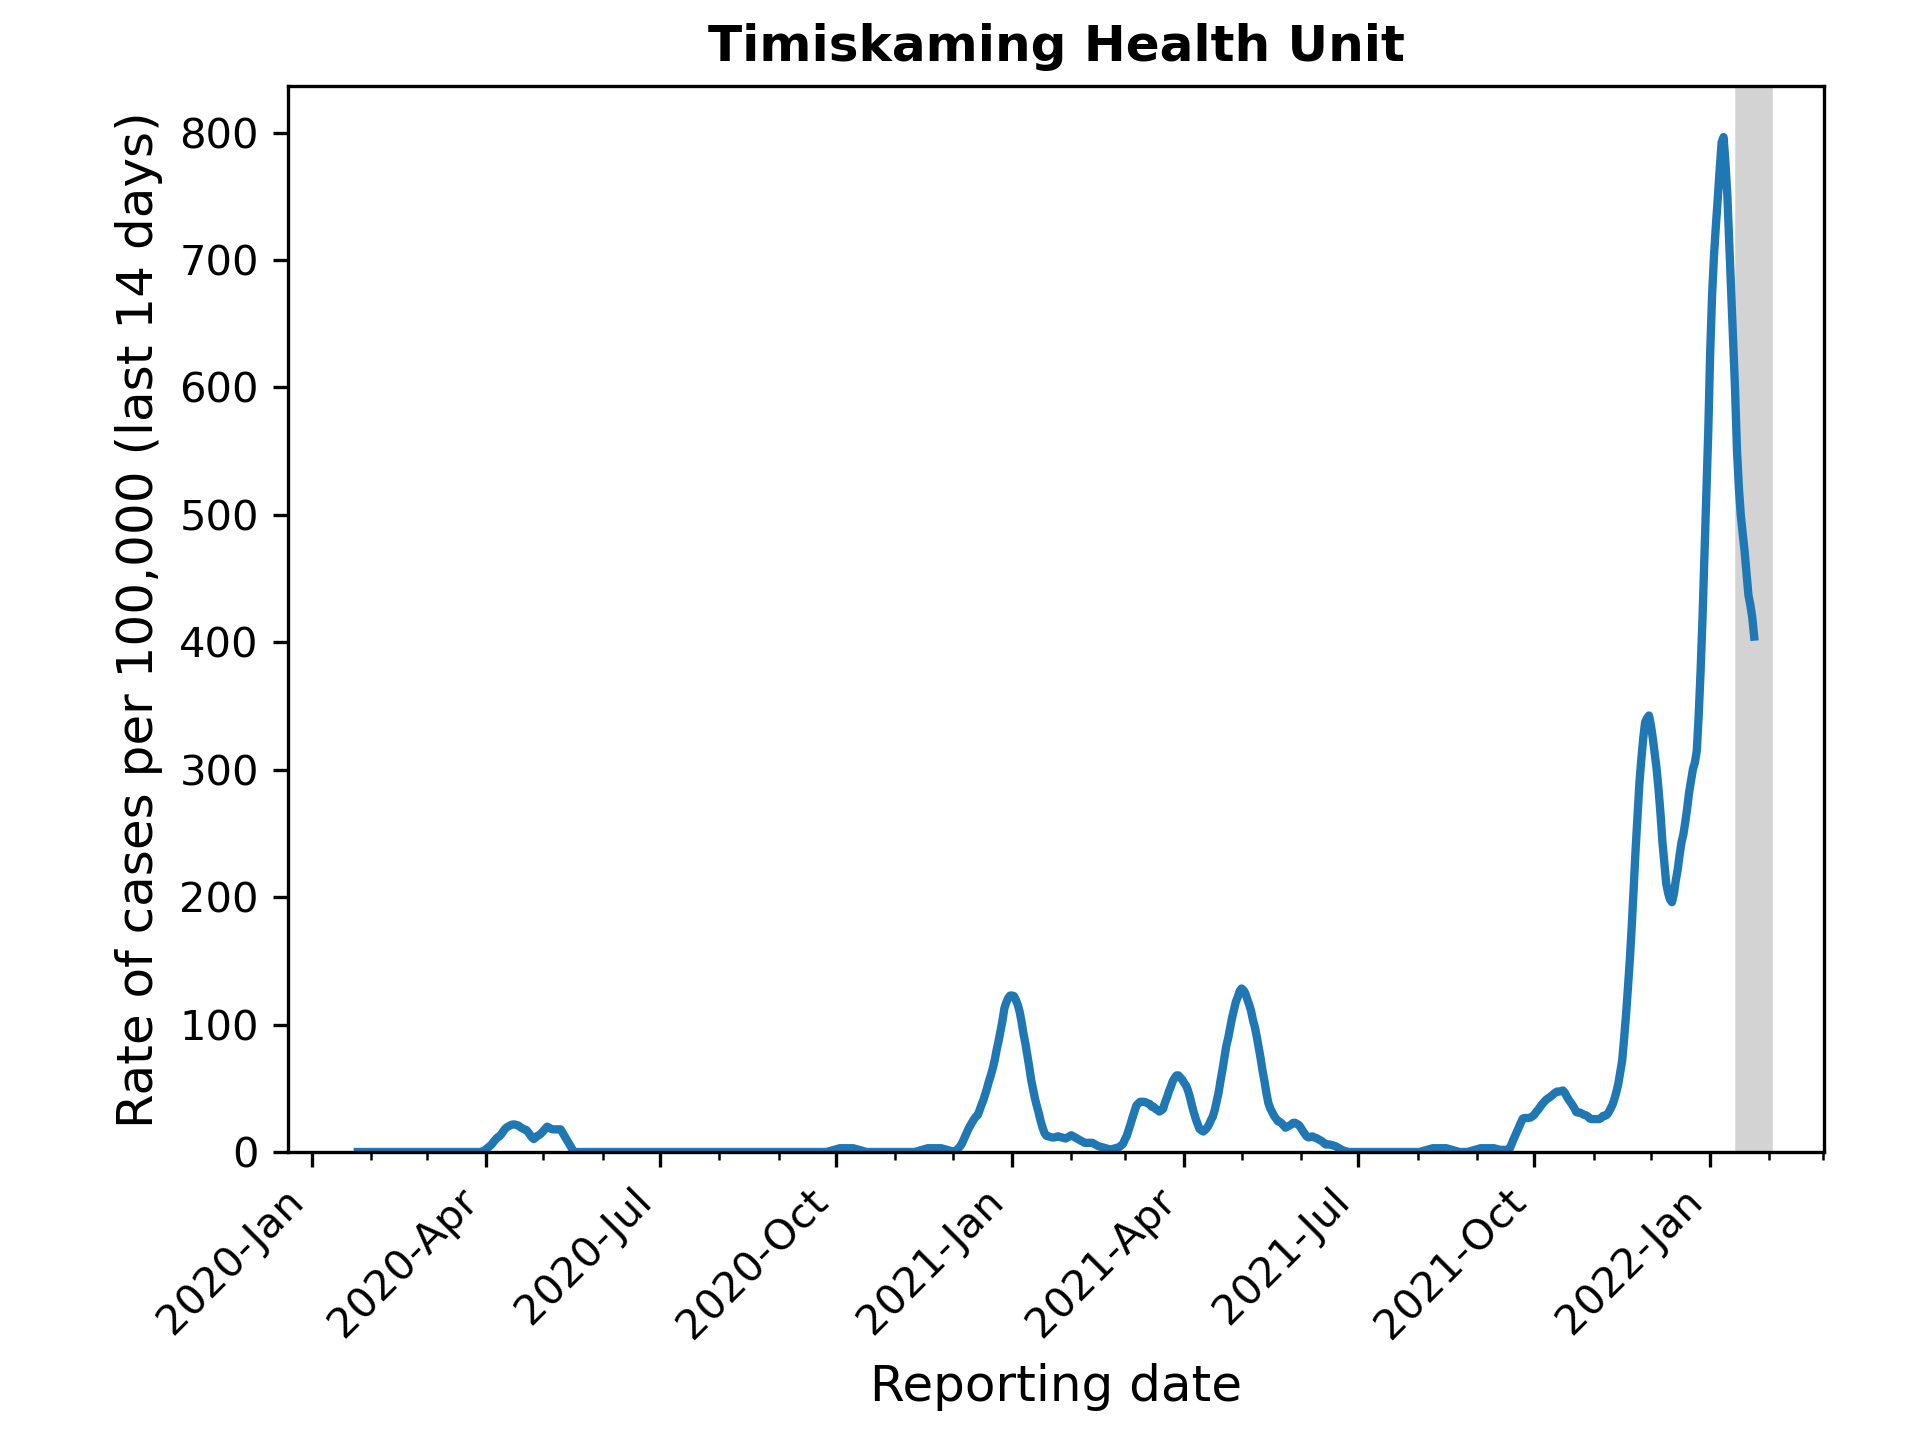 Timiskaming Health Unit
Rate of cases per 100,000 (last 14 days)
800
700
600
500
400
300
200
100
0
2020-Jan
2020-Apr
2020-Jul
2020-Oct
2021-Jan
2021-Apr
2021-Jul
2021-Oct
2022-Jan
Reporting date